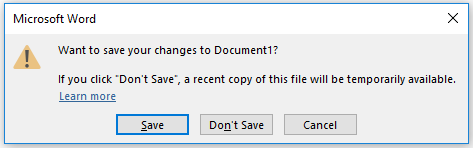 Microsoft Word
Want to save your changes to Document1?
If you click "Don't Save", a recent copy of this file will be temporarily available.
Learn more
Save Don't Save Cancel